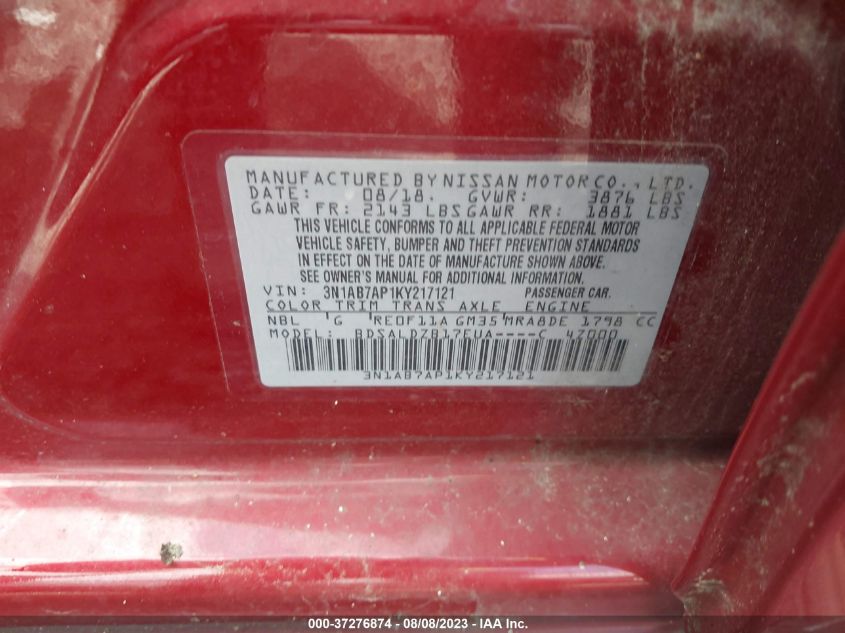 MANUFACTURED BY NISSAN MOTOR CO., LTD.
DATE: 08/18. GVWR: 3876 LBS
GAWR FR: 2143 LBS GAWR RR: 1881 LBS
THIS VEHICLE CONFORMS TO ALL APPLICABLE FEDERAL MOTOR
VEHICLE SAFETY, BUMPER AND THEFT PREVENTION STANDARDS
IN EFFECT ON THE DATE OF MANUFACTURE SHOWN ABOVE.
SEE OWNER'S MANUAL FOR ADDITIONAL INFORMATION.
VIN: 3N1AB7AP1KY217121 PASSENGER CAR.
COLOR TRIM TRANS AXLE ENGINE
NBL G RE0F11A GM35 MRA8DE 1798 CC
MODEL: BDSALDZB17EUA----C 4Z000
3N1AB7AP1KY217121
000-37276874 - 08/08/2023 - IAA Inc.